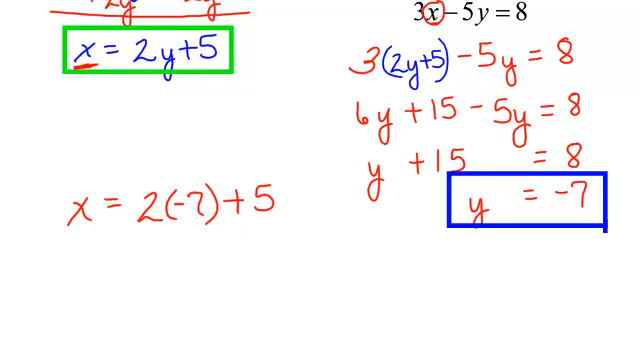 x = 2y + 5
x = 2(-7) + 5
3x - 5y = 8
3(2y+5) - 5y = 8
6y + 15 - 5y = 8
y + 15 = 8
y = -7